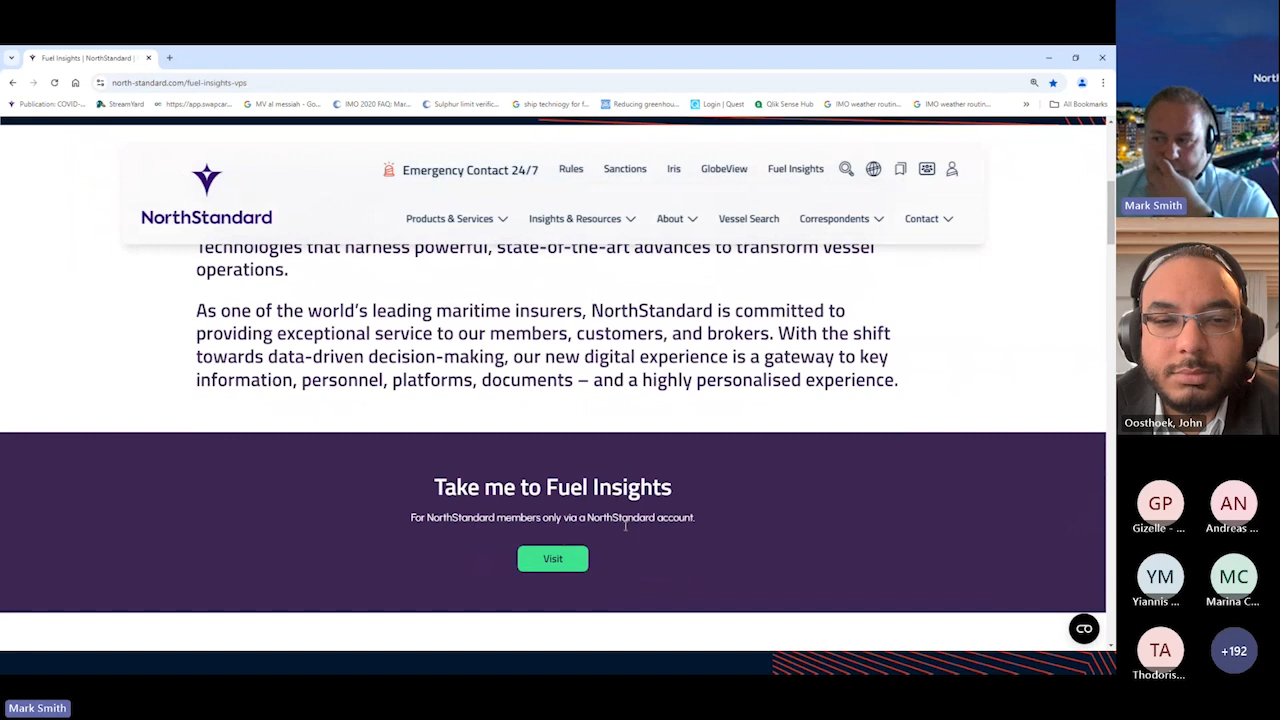 Fuel Insights | NorthStandard |
north-standard.com/fuel-insights-vps
Publication: COVID-...
StreamYard
https://app.swapcar...
MV al messiah - Go...
IMO 2020 FAQ; Mar...
Sulphur limit verific...
ship technology for f...
Reducing greenhou...
Login | Quest
Qlik Sense Hub
IMO weather routin...
IMO weather routin...
All Bookmarks
NorthStandard
Emergency Contact 24/7
Rules
Sanctions
Iris
GlobeView
Fuel Insights
Products & Services
Insights & Resources
About
Vessel Search
Correspondents
Contact
Technologies that harness powerful, state-of-the-art advances to transform vessel
operations.
As one of the world's leading maritime insurers, NorthStandard is committed to
providing exceptional service to our members, customers, and brokers. With the shift
towards data-driven decision-making, our new digital experience is a gateway to key
information, personnel, platforms, documents – and a highly personalised experience.
Take me to Fuel Insights
For NorthStandard members only via a NorthStandard account.
Visit
North
Mark Smith
Oosthoek, John
GP
Gizelle - ...
AN
Andreas ...
YM
Yiannis ...
MC
Marina C...
TA
Thodoris...
+192
Mark Smith